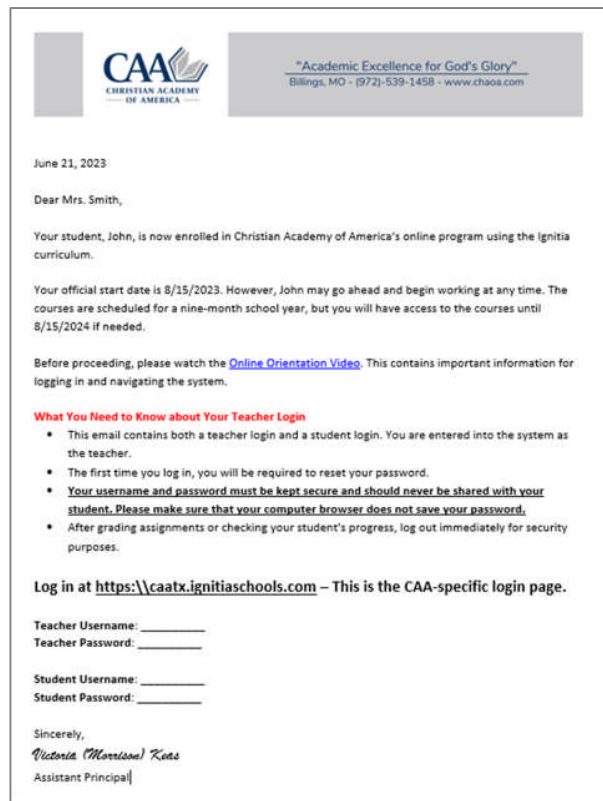 CAA
CHRISTIAN ACADEMY
OF AMERICA
"Academic Excellence for God's Glory"
Billings, MO - (972)-539-1458 - www.chaoa.com
June 21, 2023
Dear Mrs. Smith,
Your student, John, is now enrolled in Christian Academy of America's online program using the Ignitia
curriculum.
Your official start date is 8/15/2023. However, John may go ahead and begin working at any time. The
courses are scheduled for a nine-month school year, but you will have access to the courses until
8/15/2024 if needed.
Before proceeding, please watch the Online Orientation Video. This contains important information for
logging in and navigating the system.
What You Need to Know about Your Teacher Login
• This email contains both a teacher login and a student login. You are entered into the system as
the teacher.
• The first time you log in, you will be required to reset your password.
• Your username and password must be kept secure and should never be shared with your
student. Please make sure that your computer browser does not save your password.
• After grading assignments or checking your student's progress, log out immediately for security
purposes.
Log in at https:\\caatx.ignitiaschools.com – This is the CAA-specific login page.
Teacher Username: __________
Teacher Password: __________
Student Username: __________
Student Password: __________
Sincerely,
Victoria (Morrison) Keas
Assistant Principal